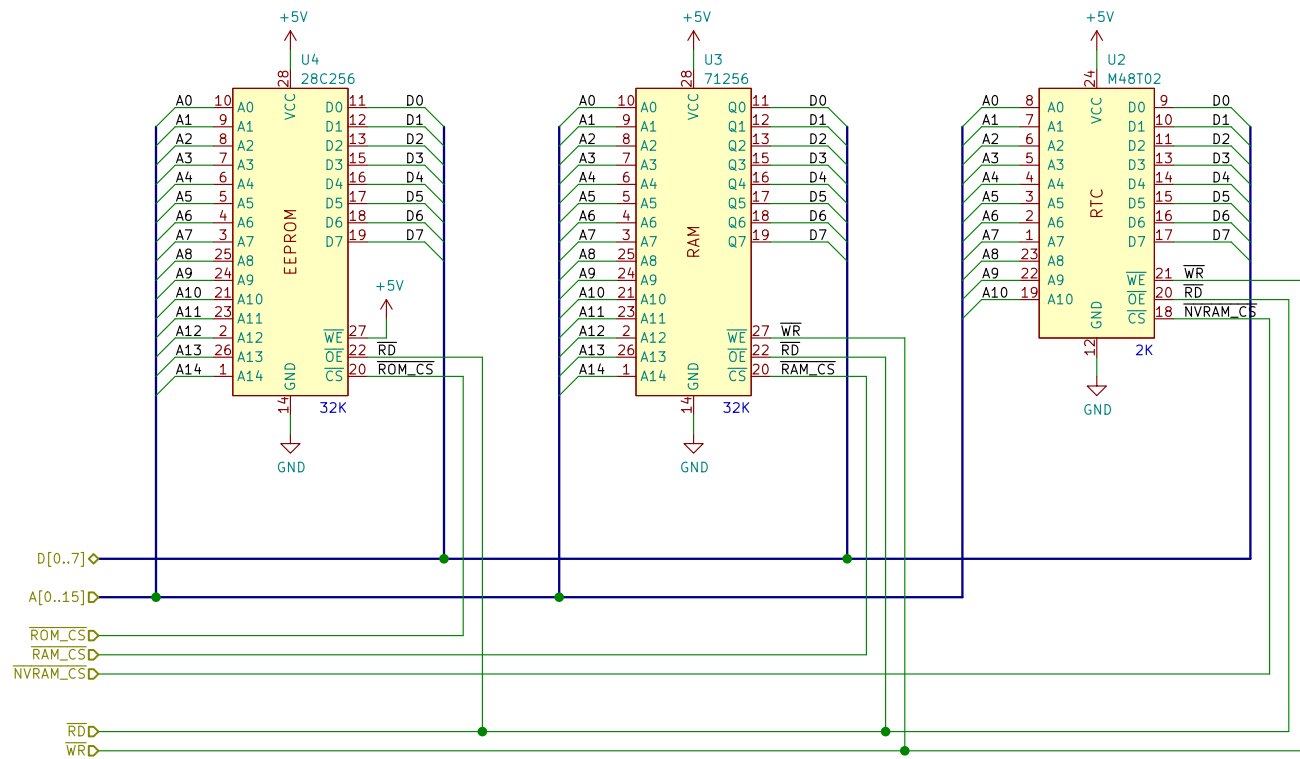 +5V
U4
28C256
28
VCC
A0 10 A0 D0 11 D0
A1 9 A1 D1 12 D1
A2 8 A2 D2 13 D2
A3 7 A3 D3 15 D3
A4 6 A4 D4 16 D4
A5 5 A5 D5 17 D5
A6 4 A6 D6 18 D6
A7 3 A7 D7 19 D7
A8 25 A8
A9 24 A9
A10 21 A10
A11 23 A11
A12 2 A12 WE 27
A13 26 A13 OE 22 RD
A14 1 A14 CS 20 ROM_CS
EEPROM
+5V
GND
14
32K
GND
+5V
U3
71256
28
VCC
A0 10 A0 Q0 11 D0
A1 9 A1 Q1 12 D1
A2 8 A2 Q2 13 D2
A3 7 A3 Q3 15 D3
A4 6 A4 Q4 16 D4
A5 5 A5 Q5 17 D5
A6 4 A6 Q6 18 D6
A7 3 A7 Q7 19 D7
A8 25 A8
A9 24 A9
A10 21 A10
A11 23 A11
A12 2 A12 WE 27 WR
A13 26 A13 OE 22 RD
A14 1 A14 CS 20 RAM_CS
RAM
GND
14
32K
GND
+5V
U2
M48T02
24
VCC
A0 8 A0 D0 9 D0
A1 7 A1 D1 10 D1
A2 6 A2 D2 11 D2
A3 5 A3 D3 13 D3
A4 4 A4 D4 14 D4
A5 3 A5 D5 15 D5
A6 2 A6 D6 16 D6
A7 1 A7 D7 17 D7
A8 23 A8
A9 22 A9 WE 21 WR
A10 19 A10 OE 20 RD
CS 18 NVRAM_CS
RTC
GND
12
2K
GND
D[0..7]
A[0..15]
ROM_CS
RAM_CS
NVRAM_CS
RD
WR